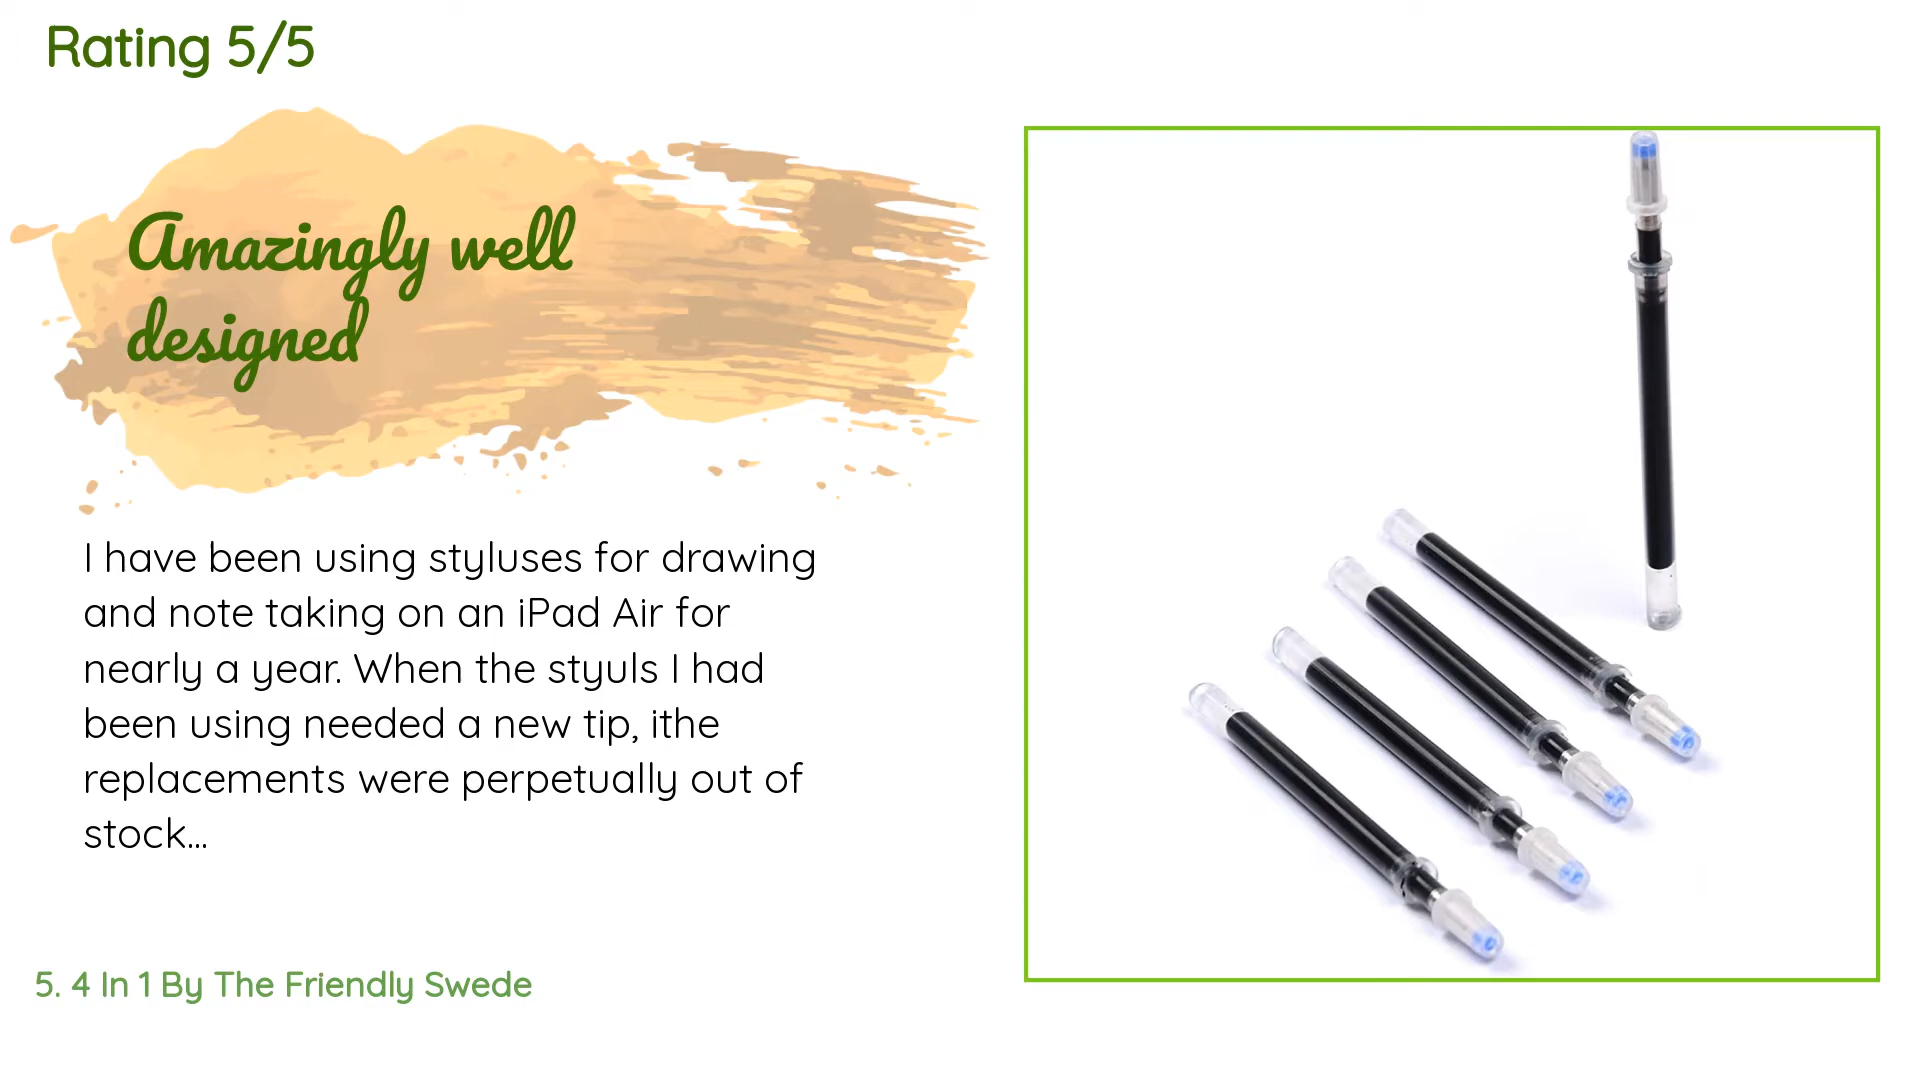 Rating 5/5
Amazingly well
designed
I have been using styluses for drawing
and note taking on an iPad Air for
nearly a year. When the styuls I had
been using needed a new tip, ithe
replacements were perpetually out of
stock...
5. 4 In 1 By The Friendly Swede